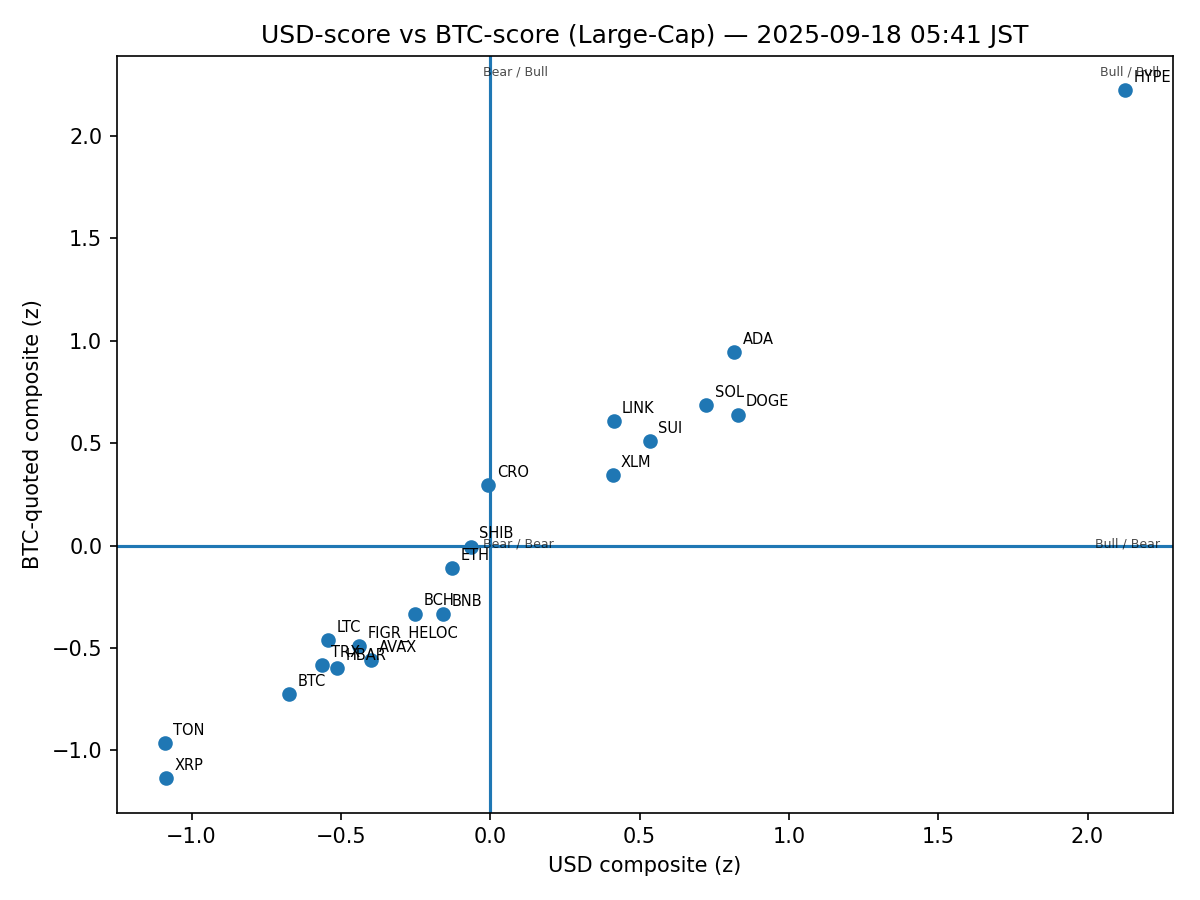 USD-score vs BTC-score (Large-Cap) — 2025-09-18 05:41 JST
Bear / Bull
Bull / Bull
HYPE
2.0
1.5
1.0
0.5
0.0
−0.5
−1.0
BTC-quoted composite (z)
ADA
SOL
DOGE
LINK
SUI
XLM
CRO
SHIB
Bear / Bear
Bull / Bear
ETH
BCH
BNB
LTC
FIGR_HELOC
AVAX
TRX
HBAR
BTC
TON
XRP
−1.0
−0.5
0.0
0.5
1.0
1.5
2.0
USD composite (z)